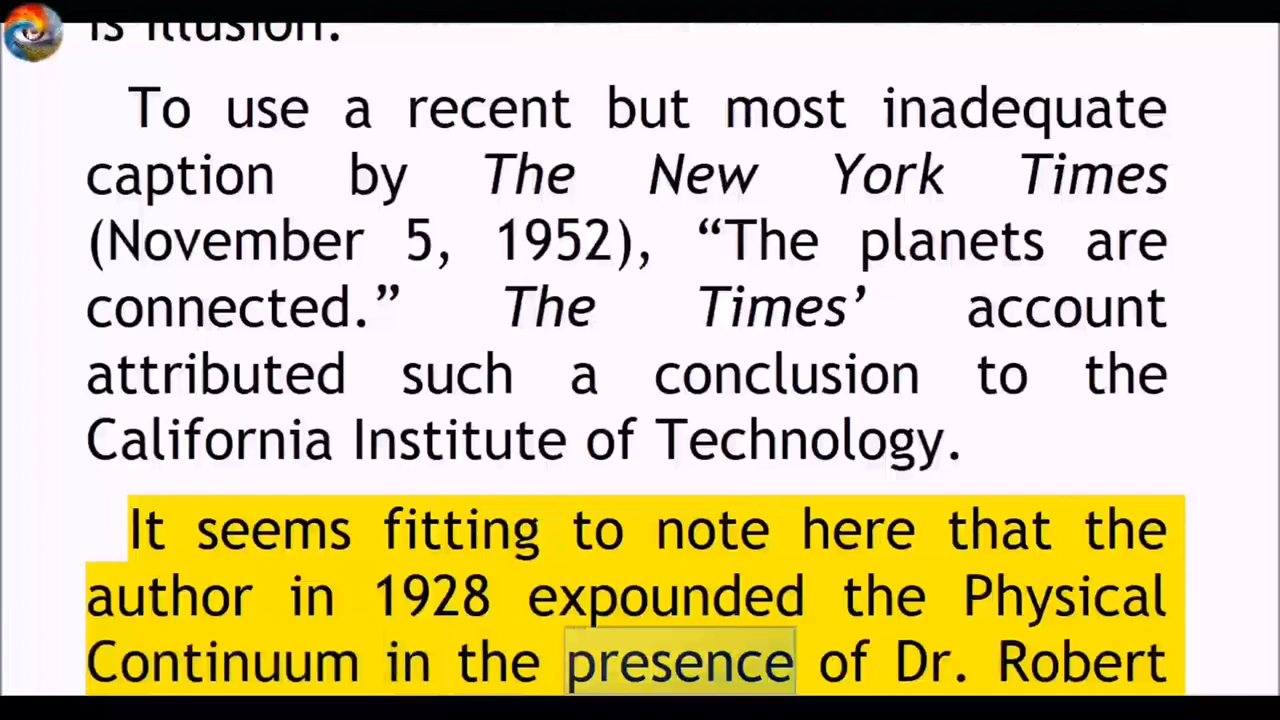 is illusion.
To use a recent but most inadequate
caption by The New York Times
(November 5, 1952), “The planets are
connected.” The Times’ account
attributed such a conclusion to the
California Institute of Technology.
It seems fitting to note here that the
author in 1928 expounded the Physical
Continuum in the presence of Dr. Robert